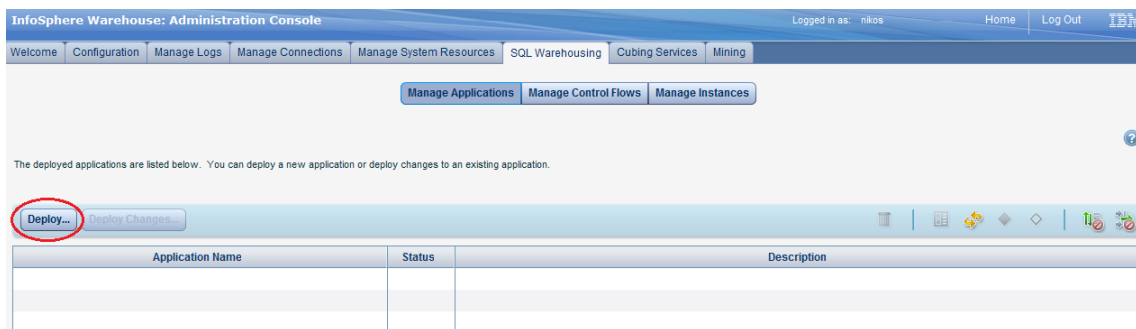 InfoSphere Warehouse: Administration Console Logged in as: nikos Home Log Out IBM
Welcome Configuration Manage Logs Manage Connections Manage System Resources SQL Warehousing Cubing Services Mining
Manage Applications Manage Control Flows Manage Instances
?
The deployed applications are listed below. You can deploy a new application or deploy changes to an existing application.
Deploy... Deploy Changes...
Application Name Status Description